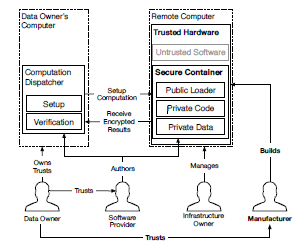 Data Owner's
Computer
Remote Computer
Trusted Hardware
Untrusted Software
Computation
Dispatcher
Setup
Verification
Setup
Computation
Receive
Encrypted
Results
Secure Container
Public Loader
Private Code
Private Data
Owns
Trusts
Authors
Manages
Builds
Trusts
Data Owner
Software
Provider
Infrastructure
Owner
Manufacturer
Trusts